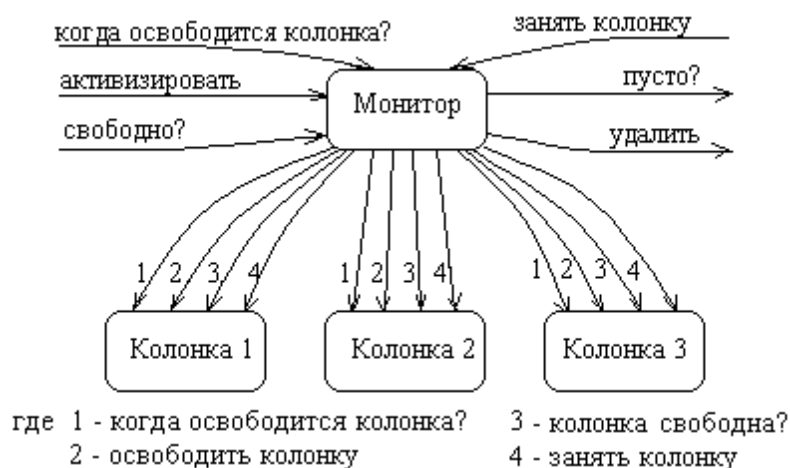 когда освободится колонка?
занять колонку
активизировать
пусто?
Монитор
свободно?
удалить
1 2 3 4
1 2 3 4
1 2 3 4
Колонка 1
Колонка 2
Колонка 3
где 1 - когда освободится колонка?
3 - колонка свободна?
2 - освободить колонку
4 - занять колонку